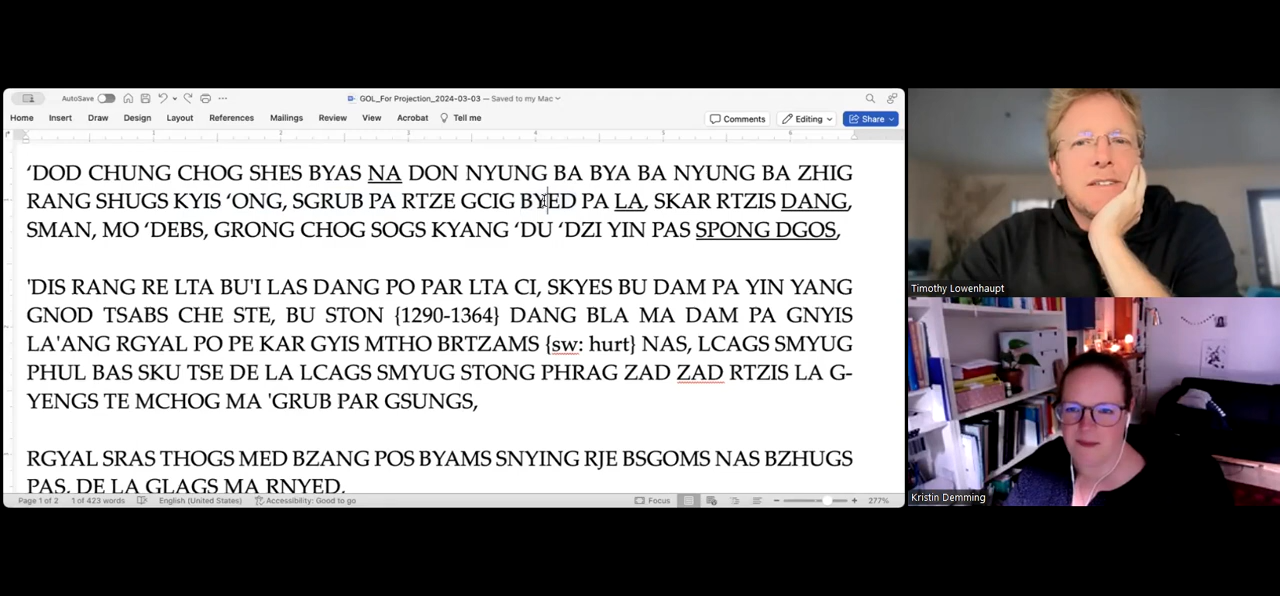 AutoSave
GOL_For Projection_2024-03-03 — Saved to my Mac
Home Insert Draw Design Layout References Mailings Review View Acrobat Tell me Comments Editing Share
1 2 3 4 5 6
‘DOD CHUNG CHOG SHES BYAS NA DON NYUNG BA BYA BA NYUNG BA ZHIG
RANG SHUGS KYIS ‘ONG, SGRUB PA RTZE GCIG BYED PA LA, SKAR RTZIS DANG,
SMAN, MO ‘DEBS, GRONG CHOG SOGS KYANG ‘DU ‘DZI YIN PAS SPONG DGOS,
'DIS RANG RE LTA BU'I LAS DANG PO PAR LTA CI, SKYES BU DAM PA YIN YANG
GNOD TSABS CHE STE, BU STON {1290-1364} DANG BLA MA DAM PA GNYIS
LA'ANG RGYAL PO PE KAR GYIS MTHO BRTZAMS {sw: hurt} NAS, LCAGS SMYUG
PHUL BAS SKU TSE DE LA LCAGS SMYUG STONG PHRAG ZAD ZAD RTZIS LA G-
YENGS TE MCHOG MA 'GRUB PAR GSUNGS,
RGYAL SRAS THOGS MED BZANG POS BYAMS SNYING RJE BSGOMS NAS BZHUGS
PAS, DE LA GLAGS MA RNYED,
Page 1 of 2 1 of 423 words English (United States) Accessibility: Good to go Focus 277%
Timothy Lowenhaupt
Kristin Demming